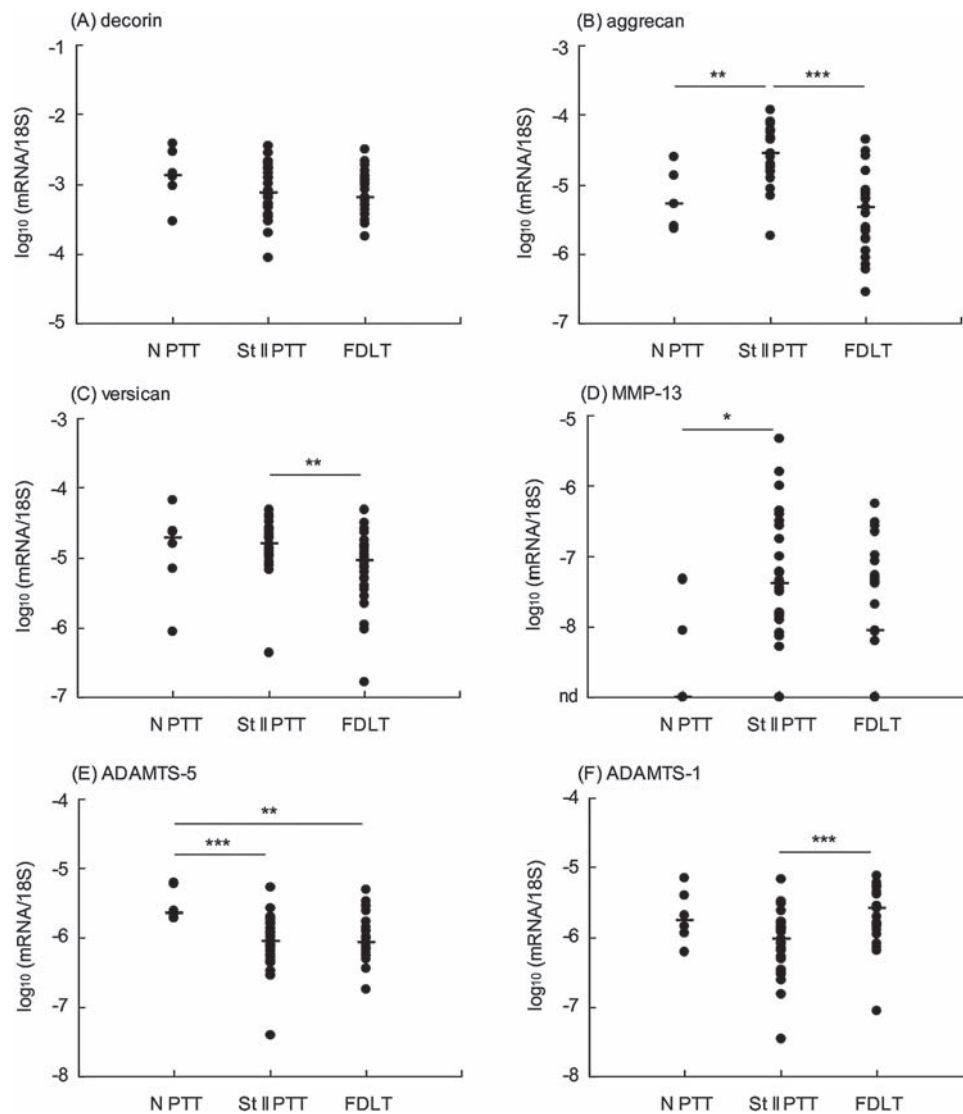 (A) decorin
log₁₀ (mRNA/18S)
-1
-2
-3
-4
-5
N PTT St II PTT FDLT
(B) aggrecan
log₁₀ (mRNA/18S)
-3
-4
-5
-6
-7
** ***
N PTT St II PTT FDLT
(C) versican
log₁₀ (mRNA/18S)
-3
-4
-5
-6
-7
**
N PTT St II PTT FDLT
(D) MMP-13
log₁₀ (mRNA/18S)
-5
-6
-7
-8
nd
*
N PTT St II PTT FDLT
(E) ADAMTS-5
log₁₀ (mRNA/18S)
-4
-5
-6
-7
-8
**
***
N PTT St II PTT FDLT
(F) ADAMTS-1
log₁₀ (mRNA/18S)
-4
-5
-6
-7
-8
***
N PTT St II PTT FDLT